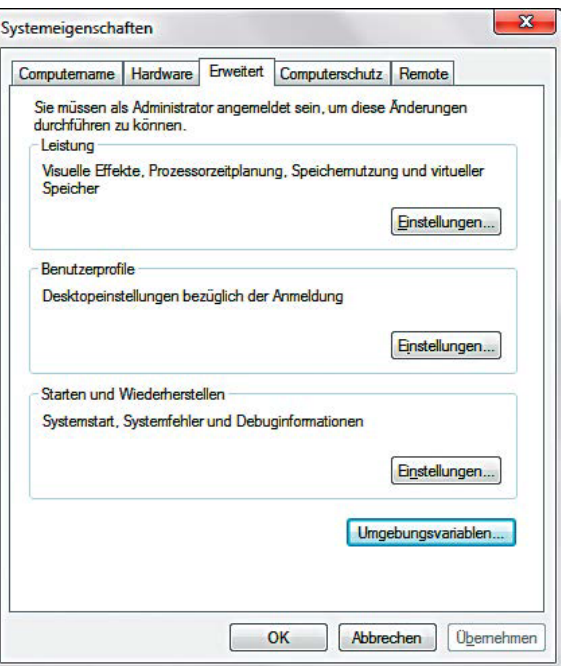 Systemeigenschaften
Computername Hardware Erweitert Computerschutz Remote
Sie müssen als Administrator angemeldet sein, um diese Änderungen
durchführen zu können.
Leistung
Visuelle Effekte, Prozessorzeitplanung, Speichernutzung und virtueller
Speicher
Einstellungen...
Benutzerprofile
Desktopeinstellungen bezüglich der Anmeldung
Einstellungen...
Starten und Wiederherstellen
Systemstart, Systemfehler und Debuginformationen
Einstellungen...
Umgebungsvariablen...
OK Abbrechen Übernehmen